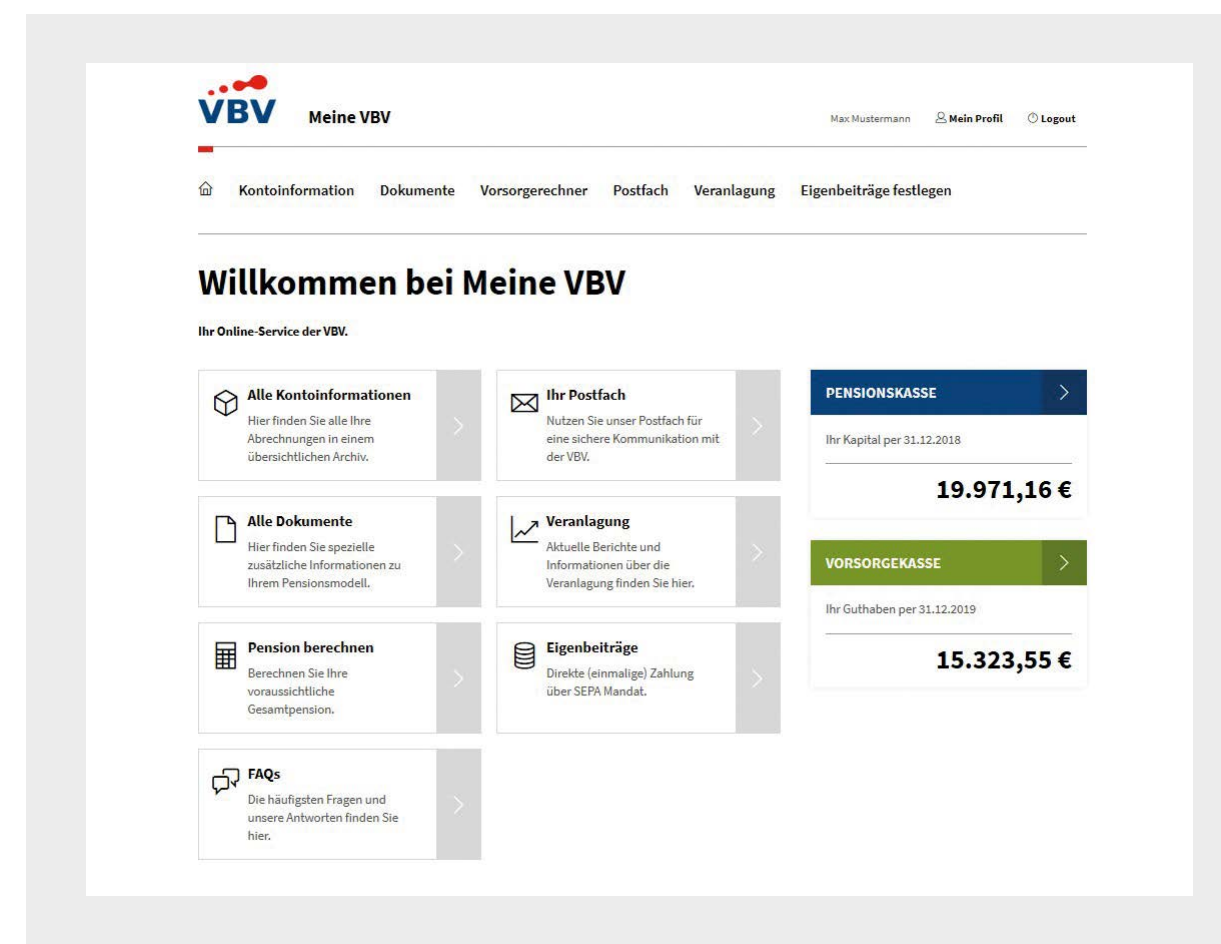 VBV
Meine VBV
Max Mustermann Mein Profil Logout
Kontoinformation Dokumente Vorsorgerechner Postfach Veranlagung Eigenbeiträge festlegen
Willkommen bei Meine VBV
Ihr Online-Service der VBV.
Alle Kontoinformationen
Hier finden Sie alle Ihre
Abrechnungen in einem
übersichtlichen Archiv.
Ihr Postfach
Nutzen Sie unser Postfach für
eine sichere Kommunikation mit
der VBV.
Alle Dokumente
Hier finden Sie spezielle
zusätzliche Informationen zu
Ihrem Pensionsmodell.
Veranlagung
Aktuelle Berichte und
Informationen über die
Veranlagung finden Sie hier.
Pension berechnen
Berechnen Sie Ihre
voraussichtliche
Gesamtpension.
Eigenbeiträge
Direkte (einmalige) Zahlung
über SEPA Mandat.
FAQs
Die häufigsten Fragen und
unsere Antworten finden Sie
hier.
PENSIONSKASSE
Ihr Kapital per 31.12.2018
19.971,16 €
VORSORGEKASSE
Ihr Guthaben per 31.12.2019
15.323,55 €